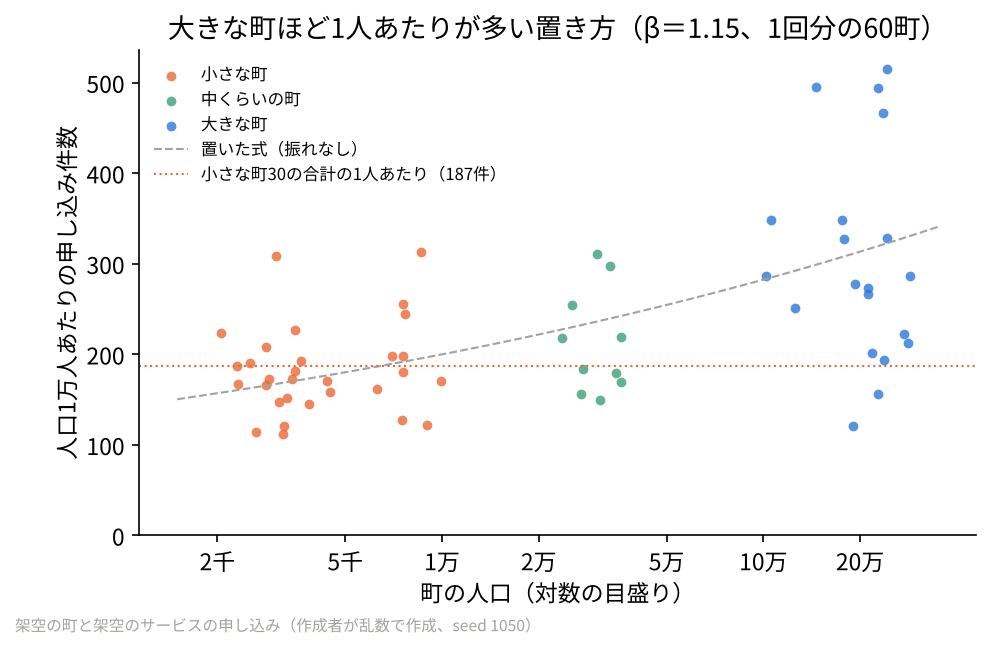 大きな町ほど1人あたりが多い置き方（β＝1.15、1回分の60町）
小さな町
中くらいの町
大きな町
置いた式（振れなし）
小さな町30の合計の1人あたり（187件）
人口1万人あたりの申し込み件数
500
400
300
200
100
0
2千
5千
1万
2万
5万
10万
20万
町の人口（対数の目盛り）
架空の町と架空のサービスの申し込み（作成者が乱数で作成、seed 1050）